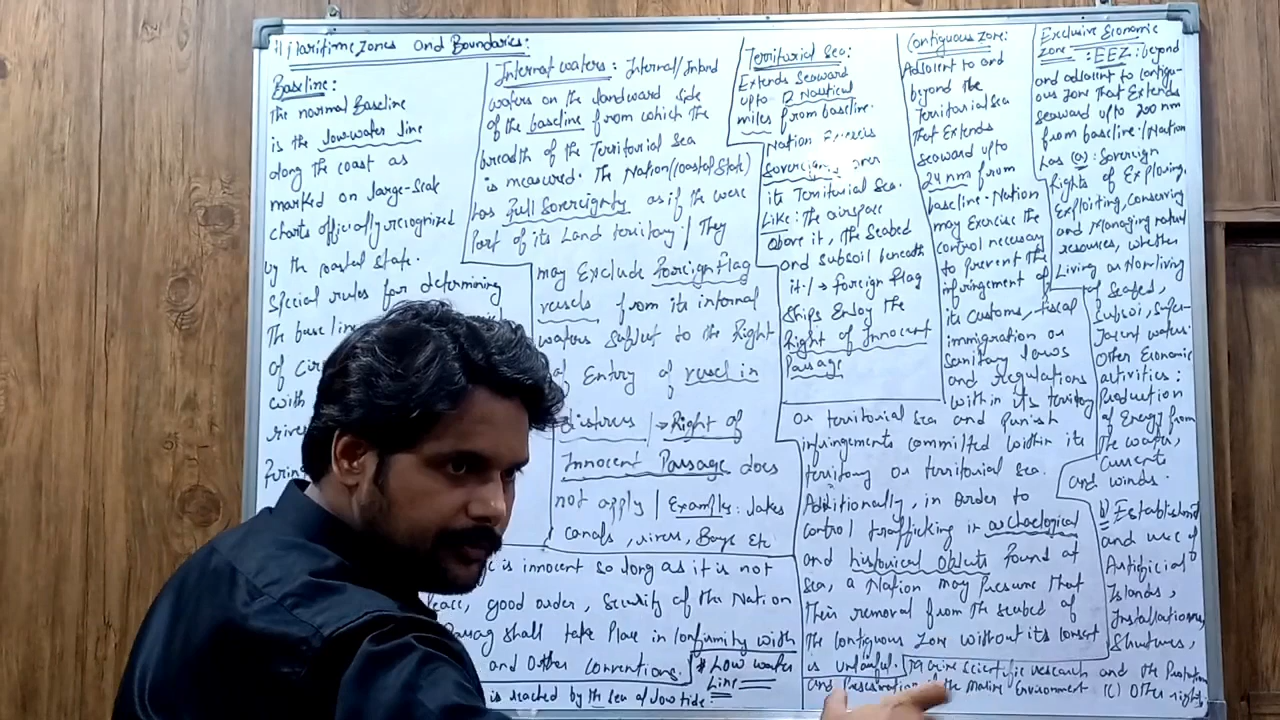 Maritime Zones and Boundaries:
Baseline:
The normal Baseline
is the low-water line
along the coast as
marked on large-scale
charts officially recognized
by the coastal state.
Special rules for determining
The base line
of cir
with
river
Internal waters: Internal/Inland
waters on the landward side
of the baseline from which the
breadth of the Territorial Sea
is measured. The Nation/(coastal State)
has Full Sovereignty as if the were
Part of its Land territory./ They
may Exclude Foreign Flag
vessels from its internal
waters Subject to the Right
of Entry of vessel in
distress / → Right of
Innocent Passage does
not apply / Examples: lakes
canals, rivers, Bays Etc
is innocent so long as it is not
Peace, good order, Security of the Nation
Passag shall take Place in Confirmity with
and Other Conventions.
* Low water
Line
is reached by the Sea at low tide.
Territorial Sea:
Extends Seaward
upto 12 Nautical
miles from baseline.
Nation
Sovereign over
its Territorial Sea.
Like: The airspace
above it, the Seabed
and Subsoil beneath
it./ → foreign flag
Ships Enjoy the
Right of Innocent
Passage
Contiguous Zone:
Adjacent to and
beyond the
Territorial Sea
That Extends
seaward upto
24 nm from
baseline. Nation
may Exercise the
control necessary
to Prevent the
infringement of
its customs, fiscal
immigration or
Sanitary laws
and regulations
within its territory
or territorial sea and Punish
infringements committed within its
territory or territorial Sea.
Additionally, in order to
control trafficking in archaelogical
and historical objects found at
sea, a Nation may Presume that
their removal from the seabed of
the Contiguous Zone without its consent
is unlawful.
Exclusive Economic
Zone: EEZ: beyond
and adjacent to contigu-
ous zone That Extends
seaward upto 200 nm
from baseline./Nation
has (a): Sovereign
Rights of Exploring,
Exploiting, Conserving
and Managing natural
resources, whether
Living or Non-living
of Seabed,
Subsoi, Super-
Jacent waters.
Other Economic
activities:
Production
of Energy from
The water,
Currents
and winds.
b) Establishment
and use of
Artificial
Islands,
Installations,
Structures,
Marine Scientific research and the Protection
and Preservation of the Marine Environment (c) Other rights